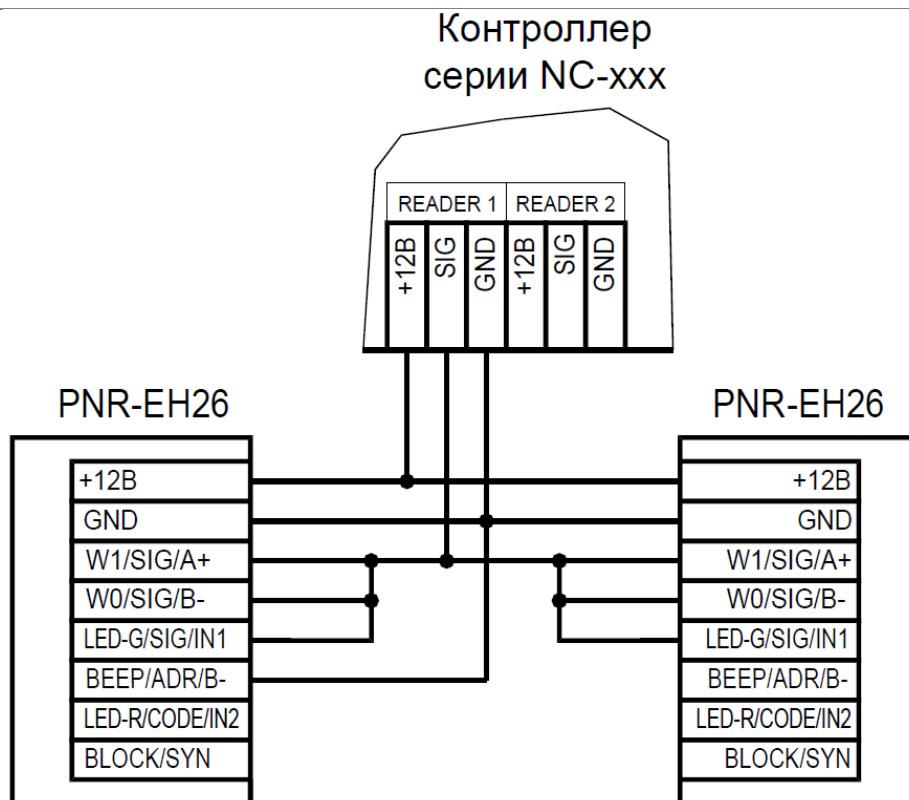 Контроллер
серии NC-xxx
READER 1 READER 2
+12В SIG GND +12В SIG GND
PNR-EH26
+12В
GND
W1/SIG/A+
W0/SIG/B-
LED-G/SIG/IN1
BEEP/ADR/B-
LED-R/CODE/IN2
BLOCK/SYN
PNR-EH26
+12В
GND
W1/SIG/A+
W0/SIG/B-
LED-G/SIG/IN1
BEEP/ADR/B-
LED-R/CODE/IN2
BLOCK/SYN